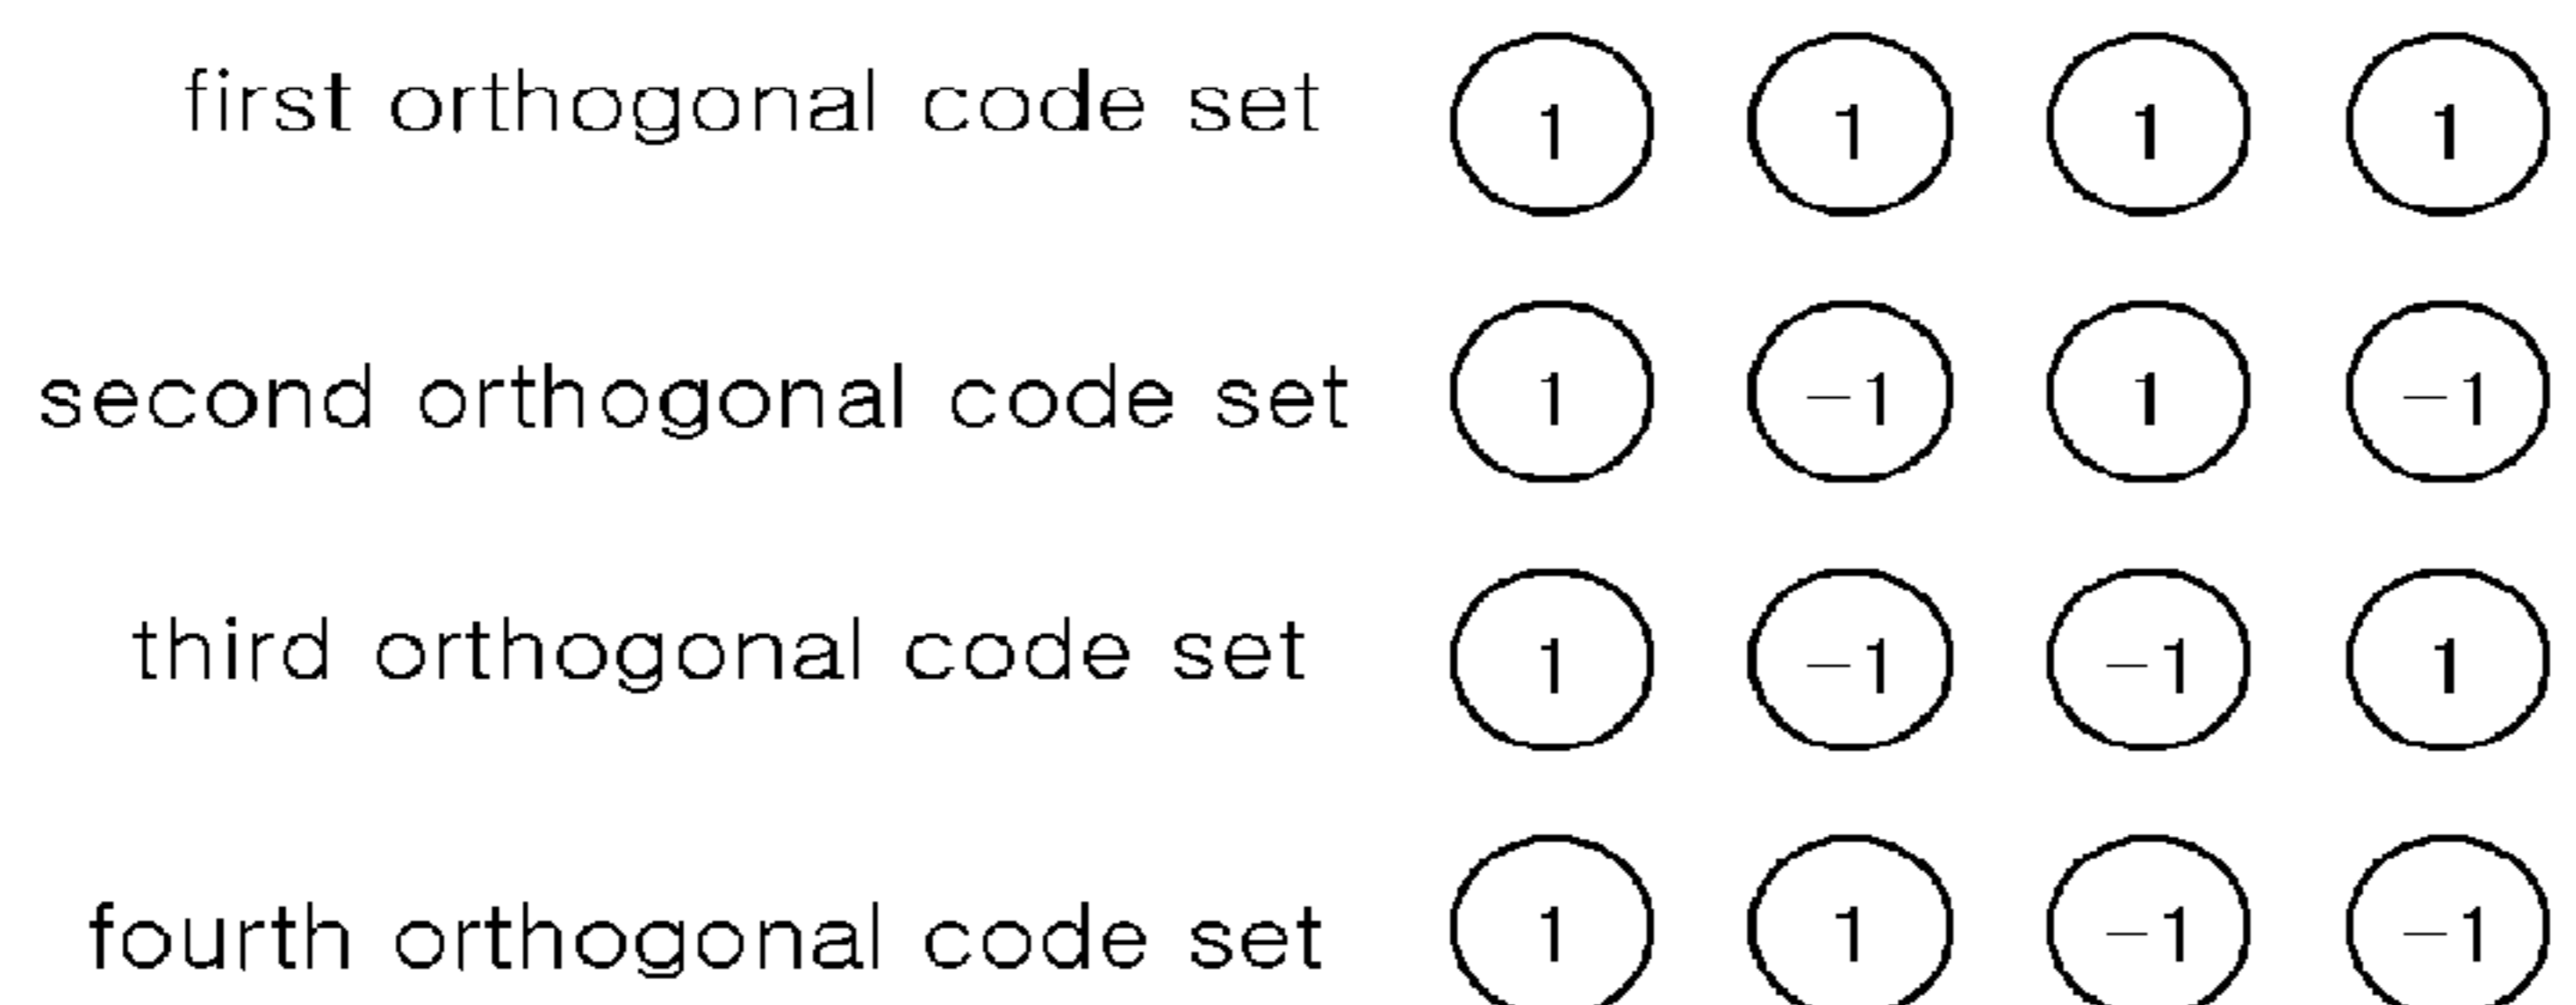 first orthogonal code set 1 1 1 1
second orthogonal code set 1 -1 1 -1
third orthogonal code set 1 -1 -1 1
fourth orthogonal code set 1 1 -1 -1